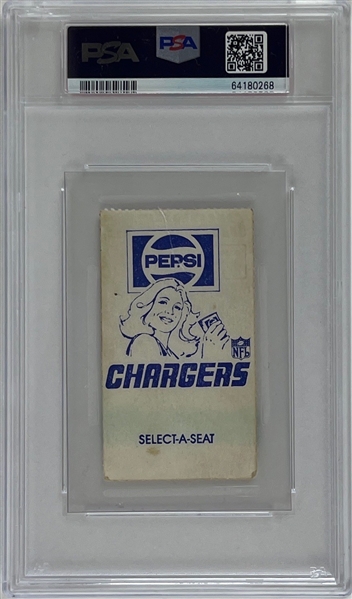 PSA
PSA
64180268
PEPSI
NFL
CHARGERS
SELECT-A-SEAT